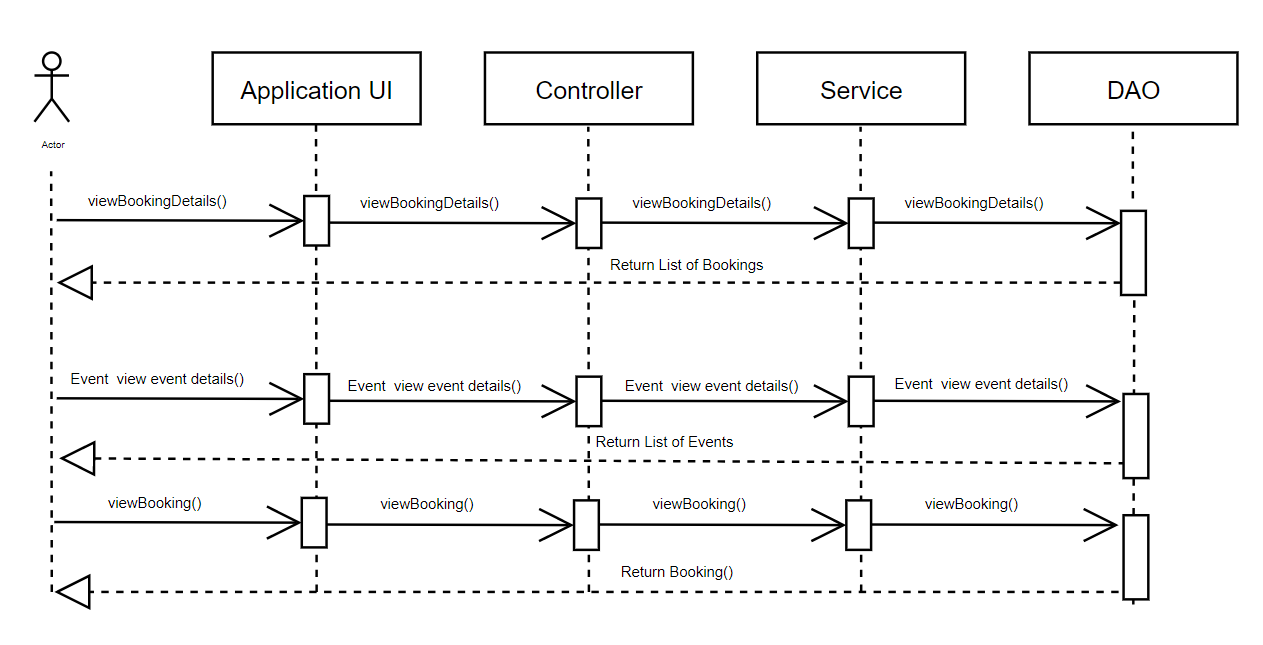 Application UI
Controller
Service
DAO
Actor
viewBookingDetails()
viewBookingDetails()
viewBookingDetails()
viewBookingDetails()
Return List of Bookings
Event  view event details()
Event  view event details()
Event  view event details()
Event  view event details()
Return List of Events
viewBooking()
viewBooking()
viewBooking()
viewBooking()
Return Booking()